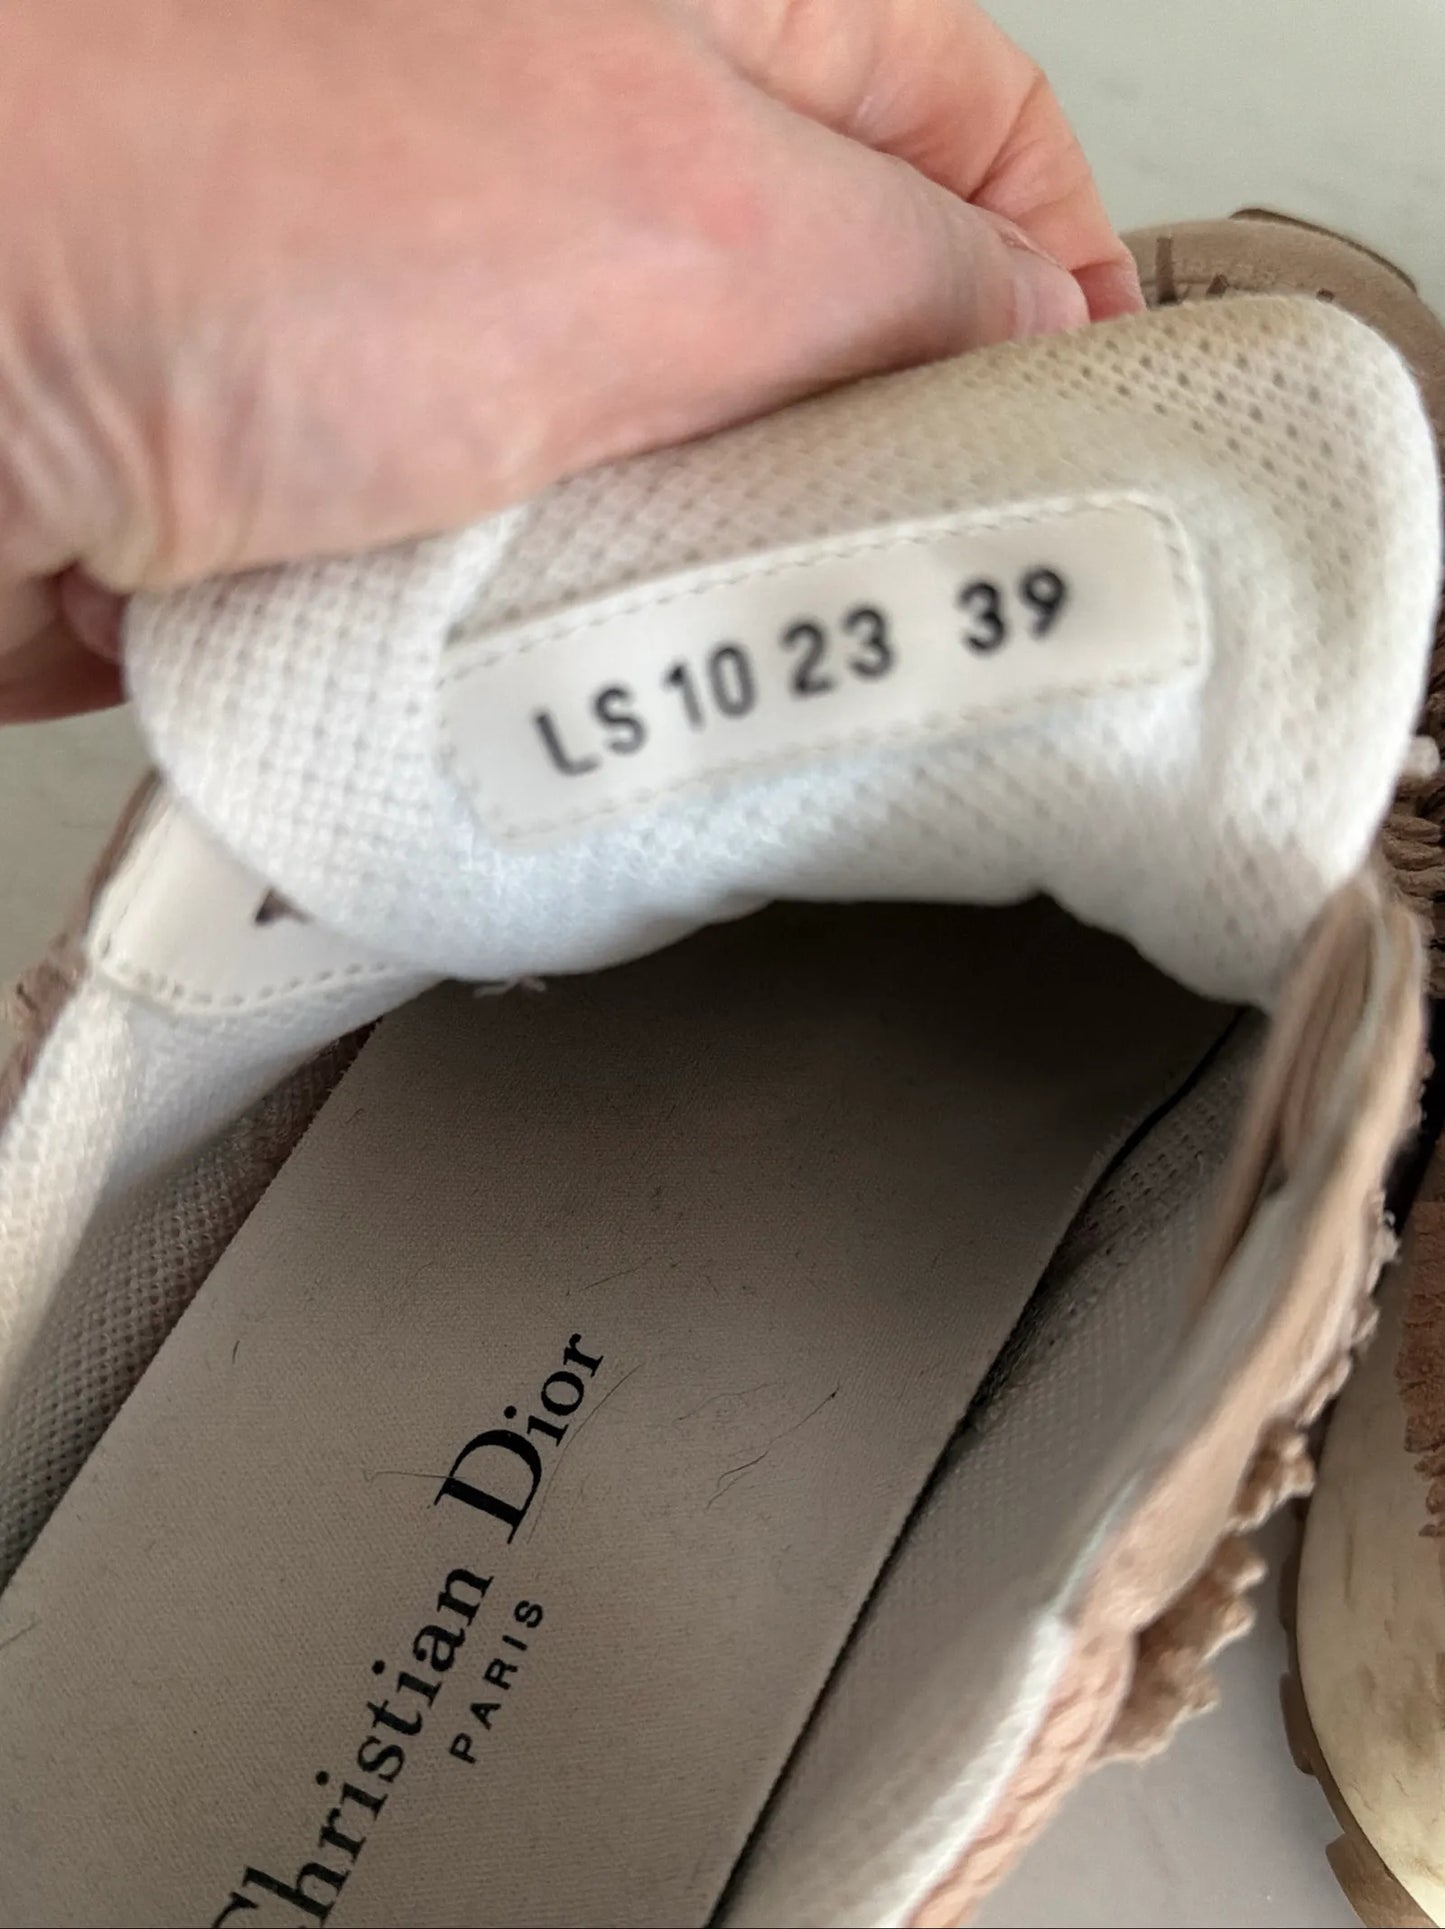 LS 10 23 39
Christian Dior
PARIS